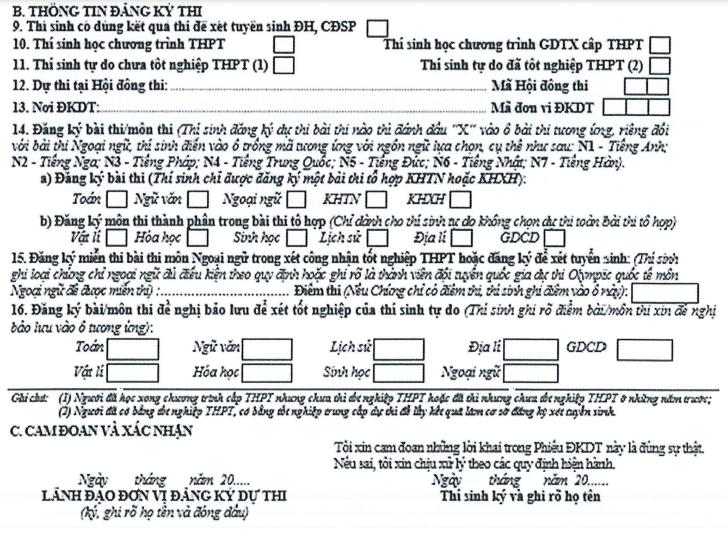 B. THÔNG TIN ĐĂNG KÝ THI
9. Thí sinh có dùng kết quả thi để xét tuyển sinh ĐH, CĐSP
10. Thí sinh học chương trình THPT Thí sinh học chương trình GDTX cấp THPT
11. Thí sinh tự do chưa tốt nghiệp THPT (1) Thí sinh tự do đã tốt nghiệp THPT (2)
12. Dự thi tại Hội đồng thi:.......... Mã Hội đồng thi
13. Nơi ĐKDT:.......... Mã đơn vị ĐKDT
14. Đăng ký bài thi/môn thi (Thí sinh đăng ký dự thi bài thi nào thì đánh dấu "X" vào ô bài thi tương ứng, riêng đối
với bài thi Ngoại ngữ, thí sinh điền vào ô trống mã tương ứng với ngôn ngữ lựa chọn, cụ thể như sau: N1 - Tiếng Anh;
N2 - Tiếng Nga; N3 - Tiếng Pháp; N4 - Tiếng Trung Quốc; N5 - Tiếng Đức; N6 - Tiếng Nhật; N7 - Tiếng Hàn).
a) Đăng ký bài thi (Thí sinh chỉ được đăng ký một bài thi tổ hợp KHTN hoặc KHXH):
Toán Ngữ văn Ngoại ngữ KHTN KHXH
b) Đăng ký môn thi thành phần trong bài thi tổ hợp (Chỉ dành cho thí sinh tự do không chọn dự thi toàn bài thi tổ hợp)
Vật lí Hóa học Sinh học Lịch sử Địa lí GDCD
15. Đăng ký miễn thi bài thi môn Ngoại ngữ trong xét công nhận tốt nghiệp THPT hoặc đăng ký để xét tuyển sinh: (Thí sinh
ghi loại chứng chỉ ngoại ngữ đủ điều kiện theo quy định hoặc ghi rõ là thành viên đội tuyển quốc gia dự thi Olympic quốc tế môn
Ngoại ngữ để được miễn thi) :.......... Điểm thi (Nếu Chứng chỉ có điểm thi, thí sinh ghi điểm vào ô này):
16. Đăng ký bài/môn thi đề nghị bảo lưu để xét tốt nghiệp của thí sinh tự do (Thí sinh ghi rõ điểm bài/môn thi xin đề nghị
bảo lưu vào ô tương ứng):
Toán Ngữ văn Lịch sử Địa lí GDCD
Vật lí Hóa học Sinh học Ngoại ngữ
Ghi chú: (1) Người đã học xong chương trình cấp THPT nhưng chưa thi tốt nghiệp THPT hoặc đã thi nhưng chưa tốt nghiệp THPT ở những năm trước;
(2) Người đã có bằng tốt nghiệp THPT, có bằng tốt nghiệp trung cấp dự thi để lấy kết quả làm cơ sở đăng ký xét tuyển sinh.
C. CAM ĐOAN VÀ XÁC NHẬN
Tôi xin cam đoan những lời khai trong Phiếu ĐKDT này là đúng sự thật.
Nếu sai, tôi xin chịu xử lý theo các quy định hiện hành.
Ngày tháng năm 20..... Ngày tháng năm 20.....
LÃNH ĐẠO ĐƠN VỊ ĐĂNG KÝ DỰ THI Thí sinh ký và ghi rõ họ tên
(ký, ghi rõ họ tên và đóng dấu)